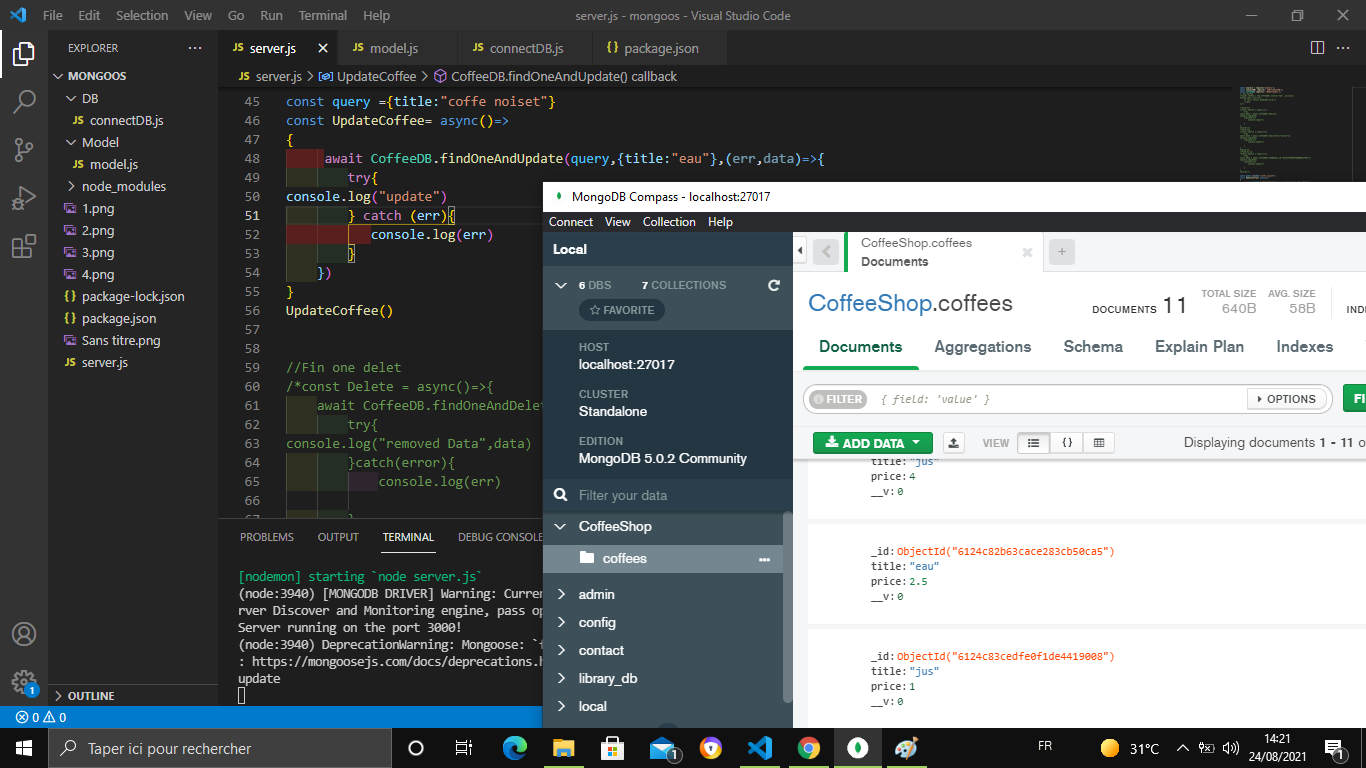 File Edit Selection View Go Run Terminal Help
server.js - mongoos - Visual Studio Code
EXPLORER
MONGOOS
DB
JS connectDB.js
Model
JS model.js
node_modules
1.png
2.png
3.png
4.png
{} package-lock.json
{} package.json
Sans titre.png
JS server.js
OUTLINE
JS server.js
JS model.js
JS connectDB.js
{} package.json
JS server.js > UpdateCoffee > CoffeeDB.findOneAndUpdate() callback
45 const query ={title:"coffe noiset"}
46 const UpdateCoffee= async()=>
47 {
48 await CoffeeDB.findOneAndUpdate(query,{title:"eau"},(err,data)=>{
49 try{
50 console.log("update")
51 } catch (err){
52 console.log(err)
53 }
54 })
55 }
56 UpdateCoffee()
57
58
59 //Fin one delet
60 /*const Delete = async()=>{
61 await CoffeeDB.findOneAndDelet
62 try{
63 console.log("removed Data",data)
64 }catch(error){
65 console.log(err)
66
67 }
PROBLEMS OUTPUT TERMINAL DEBUG CONSOLE
[nodemon] starting `node server.js`
(node:3940) [MONGODB DRIVER] Warning: Curren
rver Discover and Monitoring engine, pass op
Server running on the port 3000!
(node:3940) DeprecationWarning: Mongoose: `f
: https://mongoosejs.com/docs/deprecations.h
update
1
0 0
MongoDB Compass - localhost:27017
Connect View Collection Help
Local
6 DBS 7 COLLECTIONS
FAVORITE
HOST
localhost:27017
CLUSTER
Standalone
EDITION
MongoDB 5.0.2 Community
Filter your data
CoffeeShop
coffees
admin
config
contact
library_db
local
CoffeeShop.coffees
Documents
CoffeeShop.coffees
DOCUMENTS 11
TOTAL SIZE
640B
AVG. SIZE
58B
INDE
Documents Aggregations Schema Explain Plan Indexes
FILTER { field: 'value' }
OPTIONS
FI
ADD DATA
VIEW
{}
Displaying documents 1 - 11 o
title:"jus"
price:4
__v:0
_id:ObjectId("6124c82b63cace283cb50ca5")
title:"eau"
price:2.5
__v:0
_id:ObjectId("6124c83cedfe0f1de4419008")
title:"jus"
price:1
__v:0
Taper ici pour rechercher
1
FR
31°C
14:21
24/08/2021
1